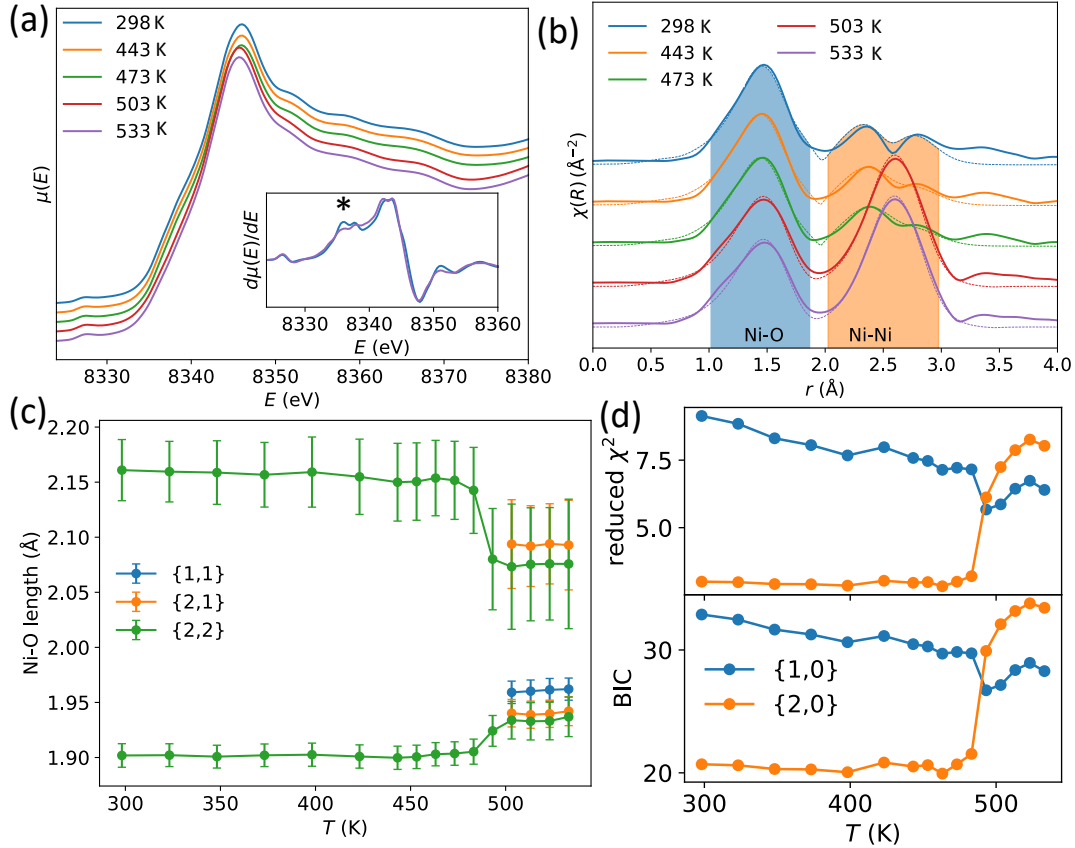 (a)
298 K
443 K
473 K
503 K
533 K
μ(E)
*
dμ(E)/dE
8330 8340 8350 8360
E (eV)
8330 8340 8350 8360 8370 8380
E (eV)
(b)
298 K
443 K
473 K
503 K
533 K
χ(R) (Å⁻²)
Ni-O
Ni-Ni
0.0 0.5 1.0 1.5 2.0 2.5 3.0 3.5 4.0
r (Å)
(c)
2.20
2.15
2.10
2.05
2.00
1.95
1.90
Ni-O length (Å)
{1,1}
{2,1}
{2,2}
300 350 400 450 500
T (K)
(d)
reduced χ²
7.5
5.0
BIC
30
20
{1,0}
{2,0}
300 400 500
T (K)